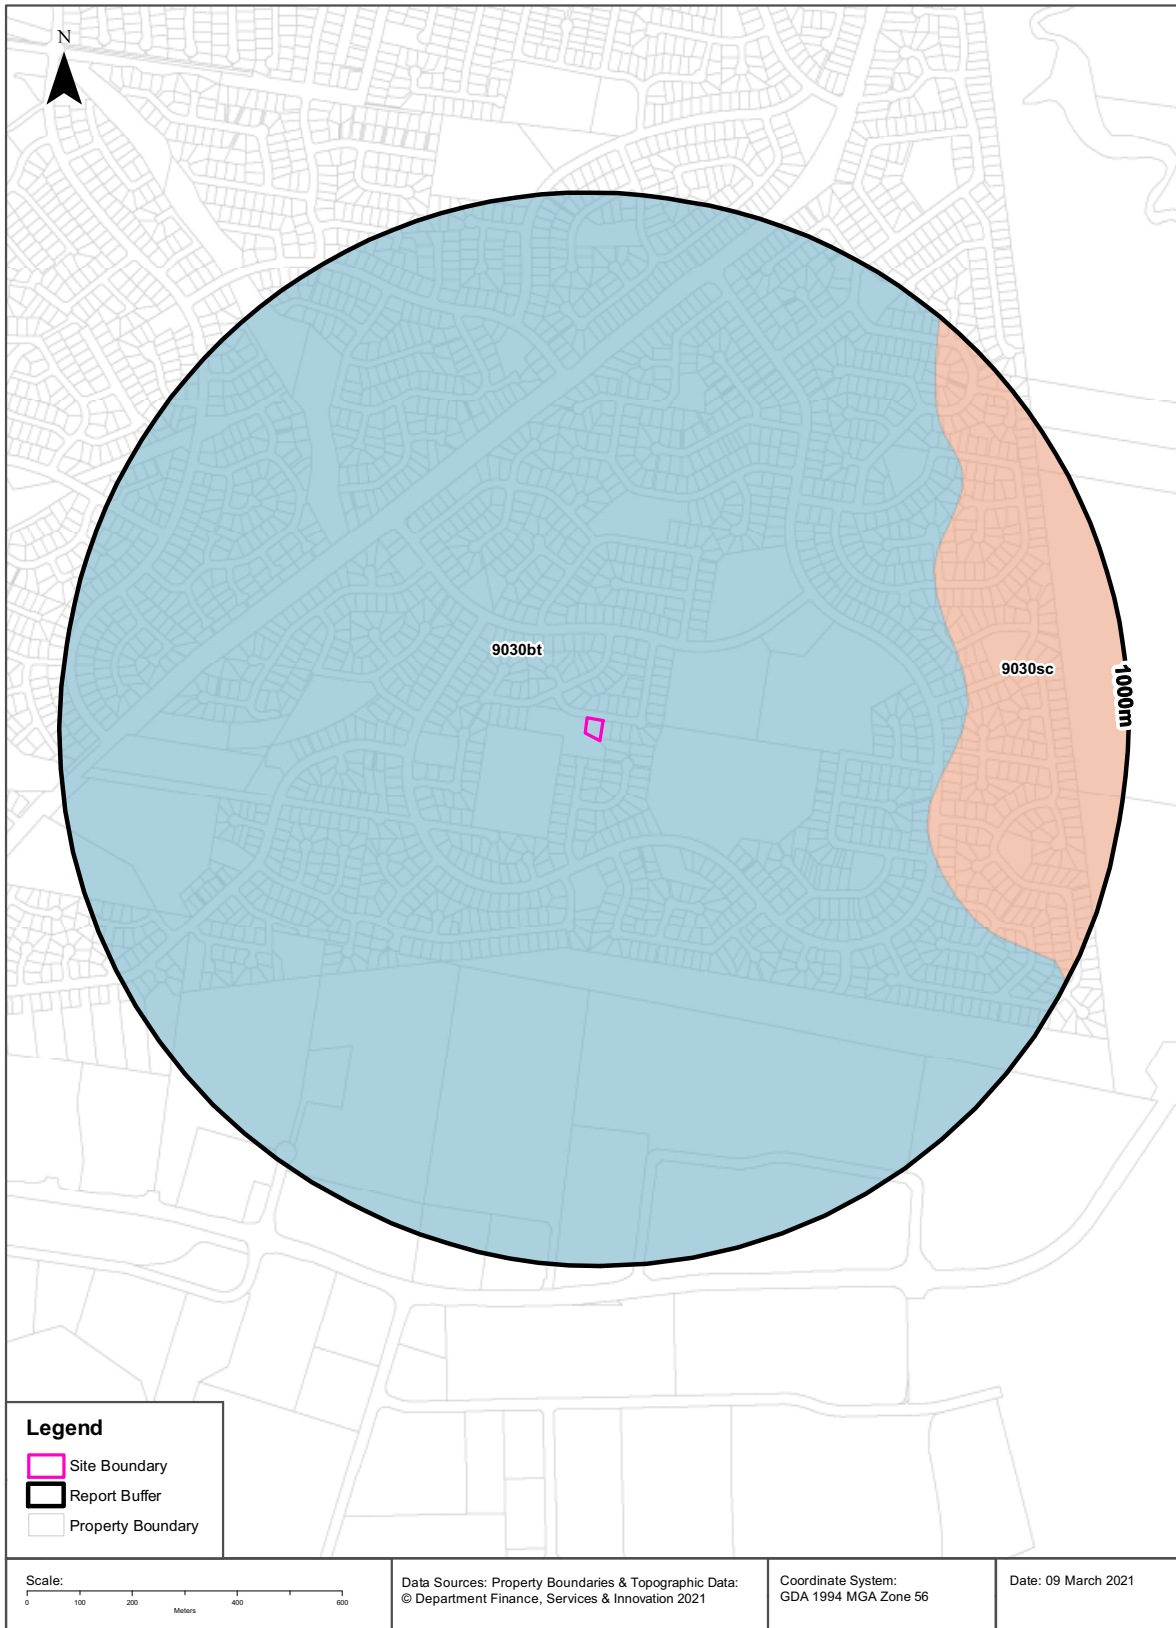 N
9030bt
9030sc
1000m
Legend
Site Boundary
Report Buffer
Property Boundary
Scale:
0 100 200 400 600
Meters
Data Sources: Property Boundaries & Topographic Data:
© Department Finance, Services & Innovation 2021
Coordinate System:
GDA 1994 MGA Zone 56
Date: 09 March 2021